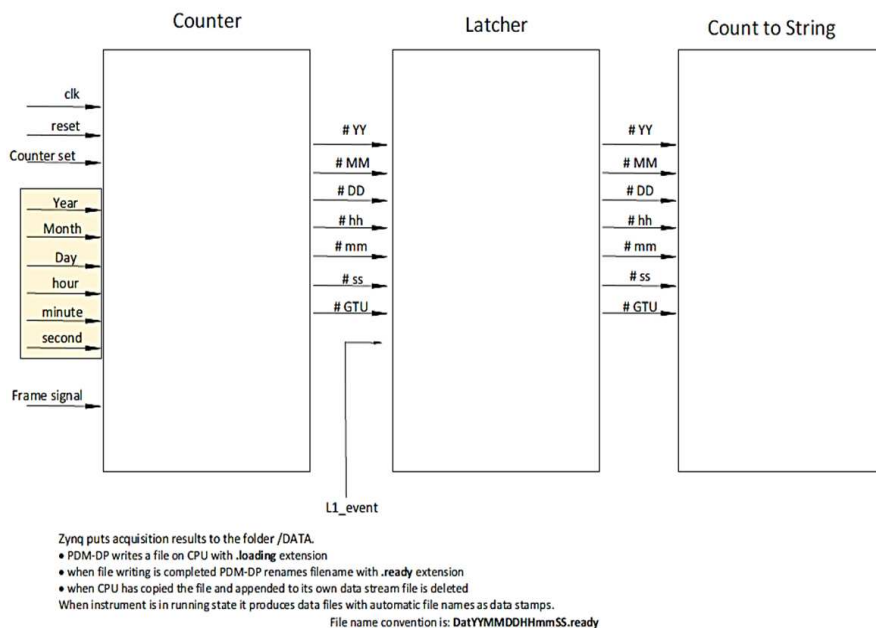 Counter
Latcher
Count to String
clk
reset
Counter set
Year
Month
Day
hour
minute
second
Frame signal
# YY
# MM
# DD
# hh
# mm
# ss
# GTU
L1_event
# YY
# MM
# DD
# hh
# mm
# ss
# GTU
Zynq puts acquisition results to the folder /DATA.
• PDM-DP writes a file on CPU with .loading extension
• when file writing is completed PDM-DP renames filename with .ready extension
• when CPU has copied the file and appended to its own data stream file is deleted
When instrument is in running state it produces data files with automatic file names as data stamps.
File name convention is: DatYYMMDDHHmmSS.ready